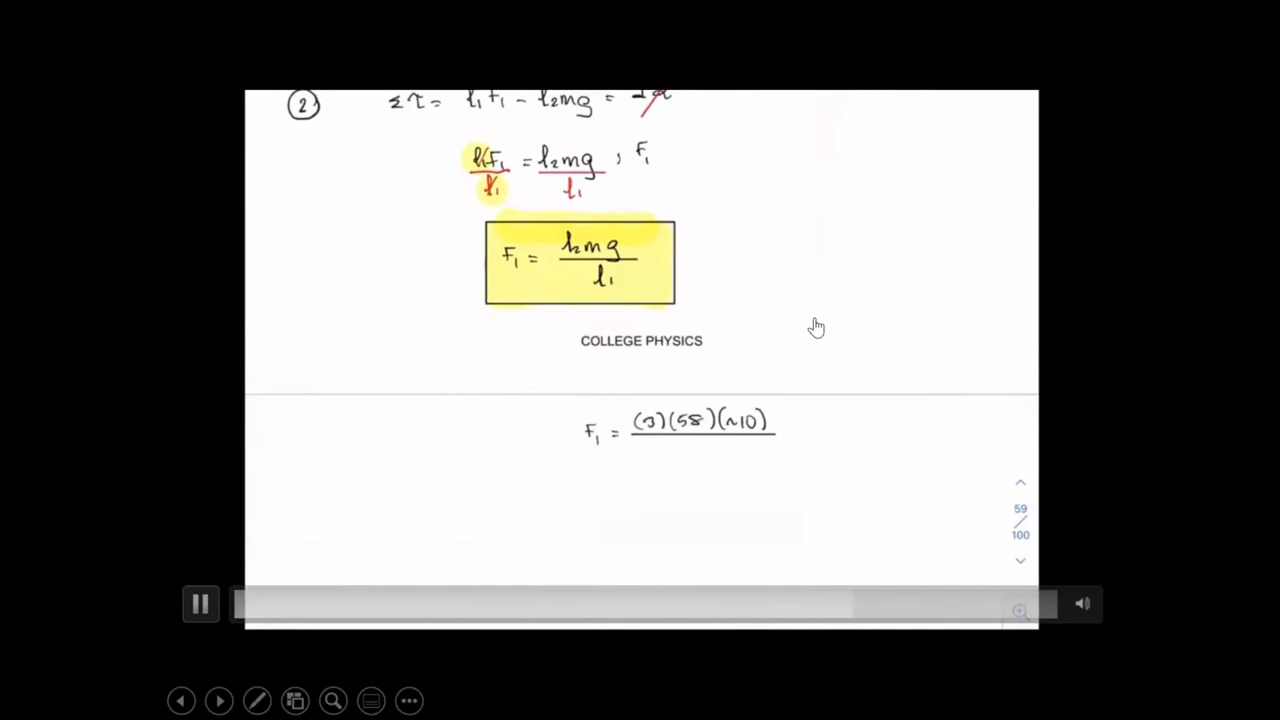 ②
Στ = l₁F₁ - l₂mg = Iα
l₁F₁ / l₁ = l₂mg / l₁ ; F₁
F₁ = l₂mg / l₁
COLLEGE PHYSICS
F₁ = (3)(58)(~10)
59
/
100